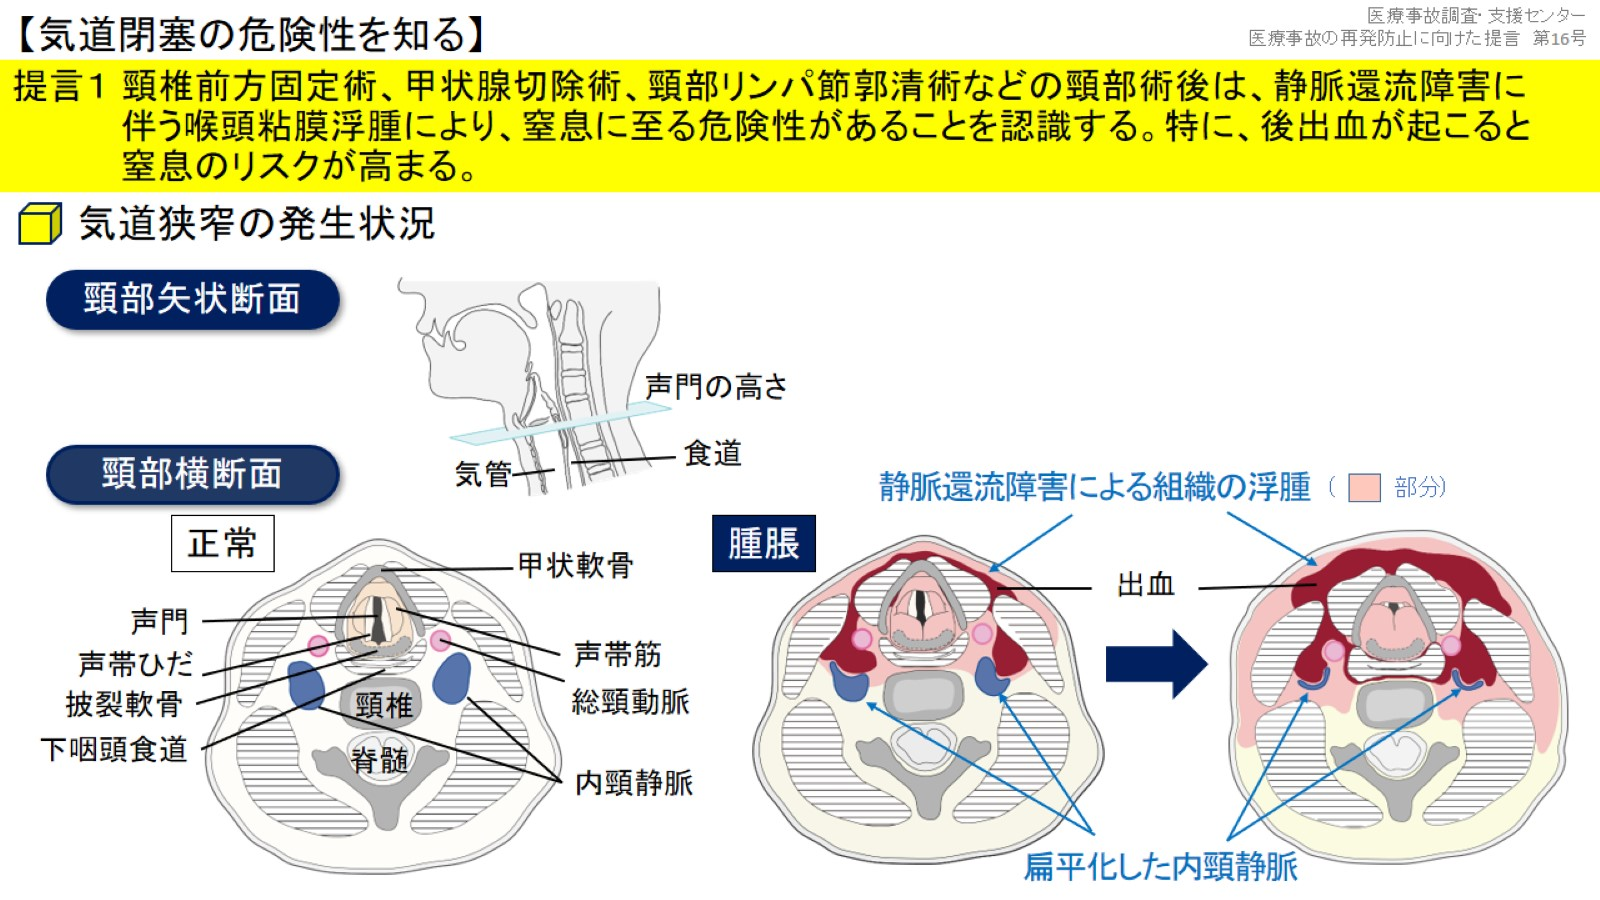 【気道閉塞の危険性を知る】
医療事故調査・支援センター
医療事故の再発防止に向けた提言 第16号
提言1 頸椎前方固定術、甲状腺切除術、頸部リンパ節郭清術などの頸部術後は、静脈還流障害に
伴う喉頭粘膜浮腫により、窒息に至る危険性があることを認識する。特に、後出血が起こると
窒息のリスクが高まる。
気道狭窄の発生状況
頸部矢状断面
声門の高さ
食道
気管
頸部横断面
静脈還流障害による組織の浮腫( 部分)
正常
腫脹
甲状軟骨
出血
声門
声帯ひだ
披裂軟骨
下咽頭食道
声帯筋
総頸動脈
頸椎
脊髄
内頸静脈
扁平化した内頸静脈